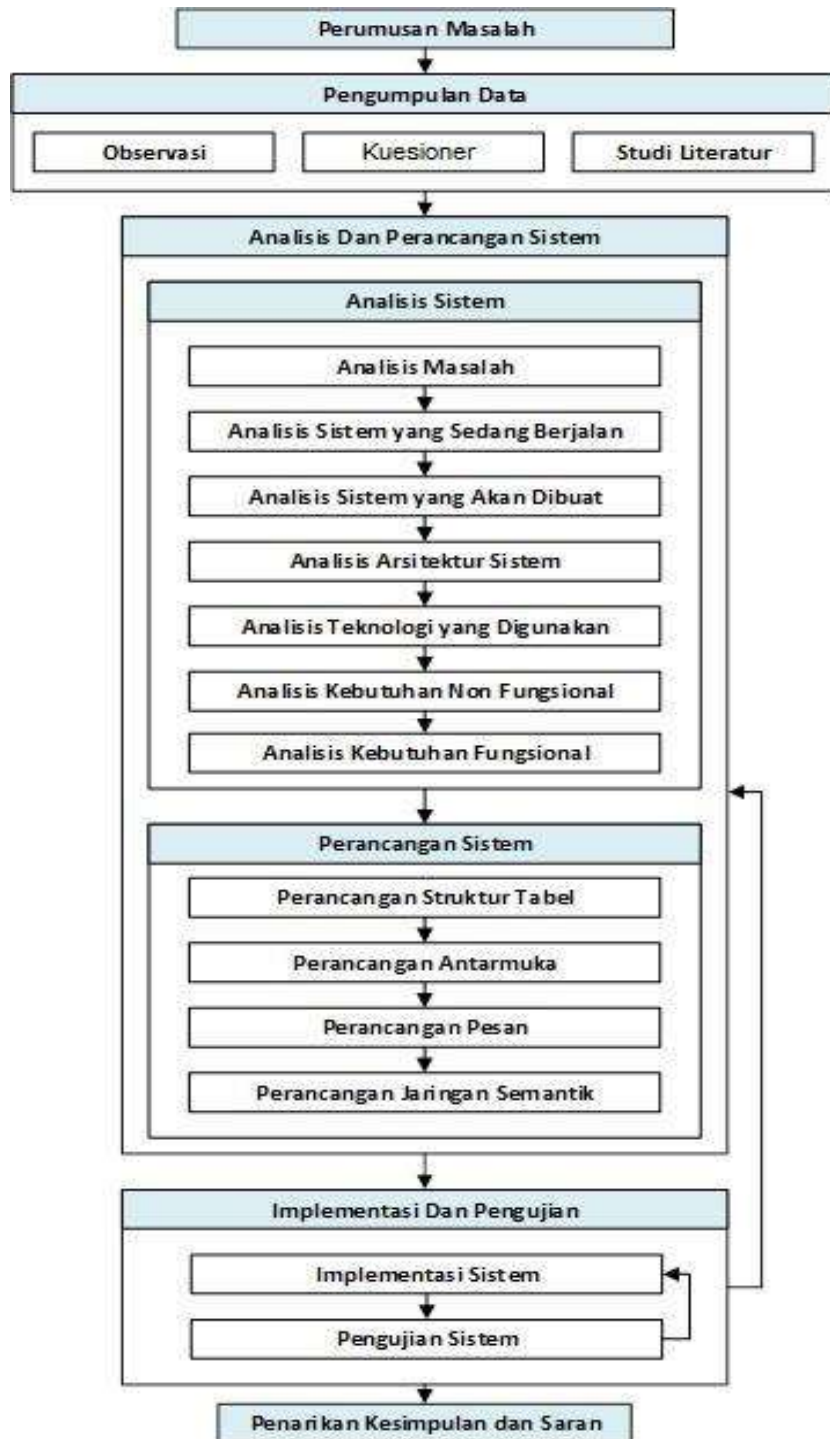 Perumusan Masalah
Pengumpulan Data
Observasi
Kuesioner
Studi Literatur
Analisis Dan Perancangan Sistem
Analisis Sistem
Analisis Masalah
Analisis Sistem yang Sedang Berjalan
Analisis Sistem yang Akan Dibuat
Analisis Arsitektur Sistem
Analisis Teknologi yang Digunakan
Analisis Kebutuhan Non Fungsional
Analisis Kebutuhan Fungsional
Perancangan Sistem
Perancangan Struktur Tabel
Perancangan Antarmuka
Perancangan Pesan
Perancangan Jaringan Semantik
Implementasi Dan Pengujian
Implementasi Sistem
Pengujian Sistem
Penarikan Kesimpulan dan Saran